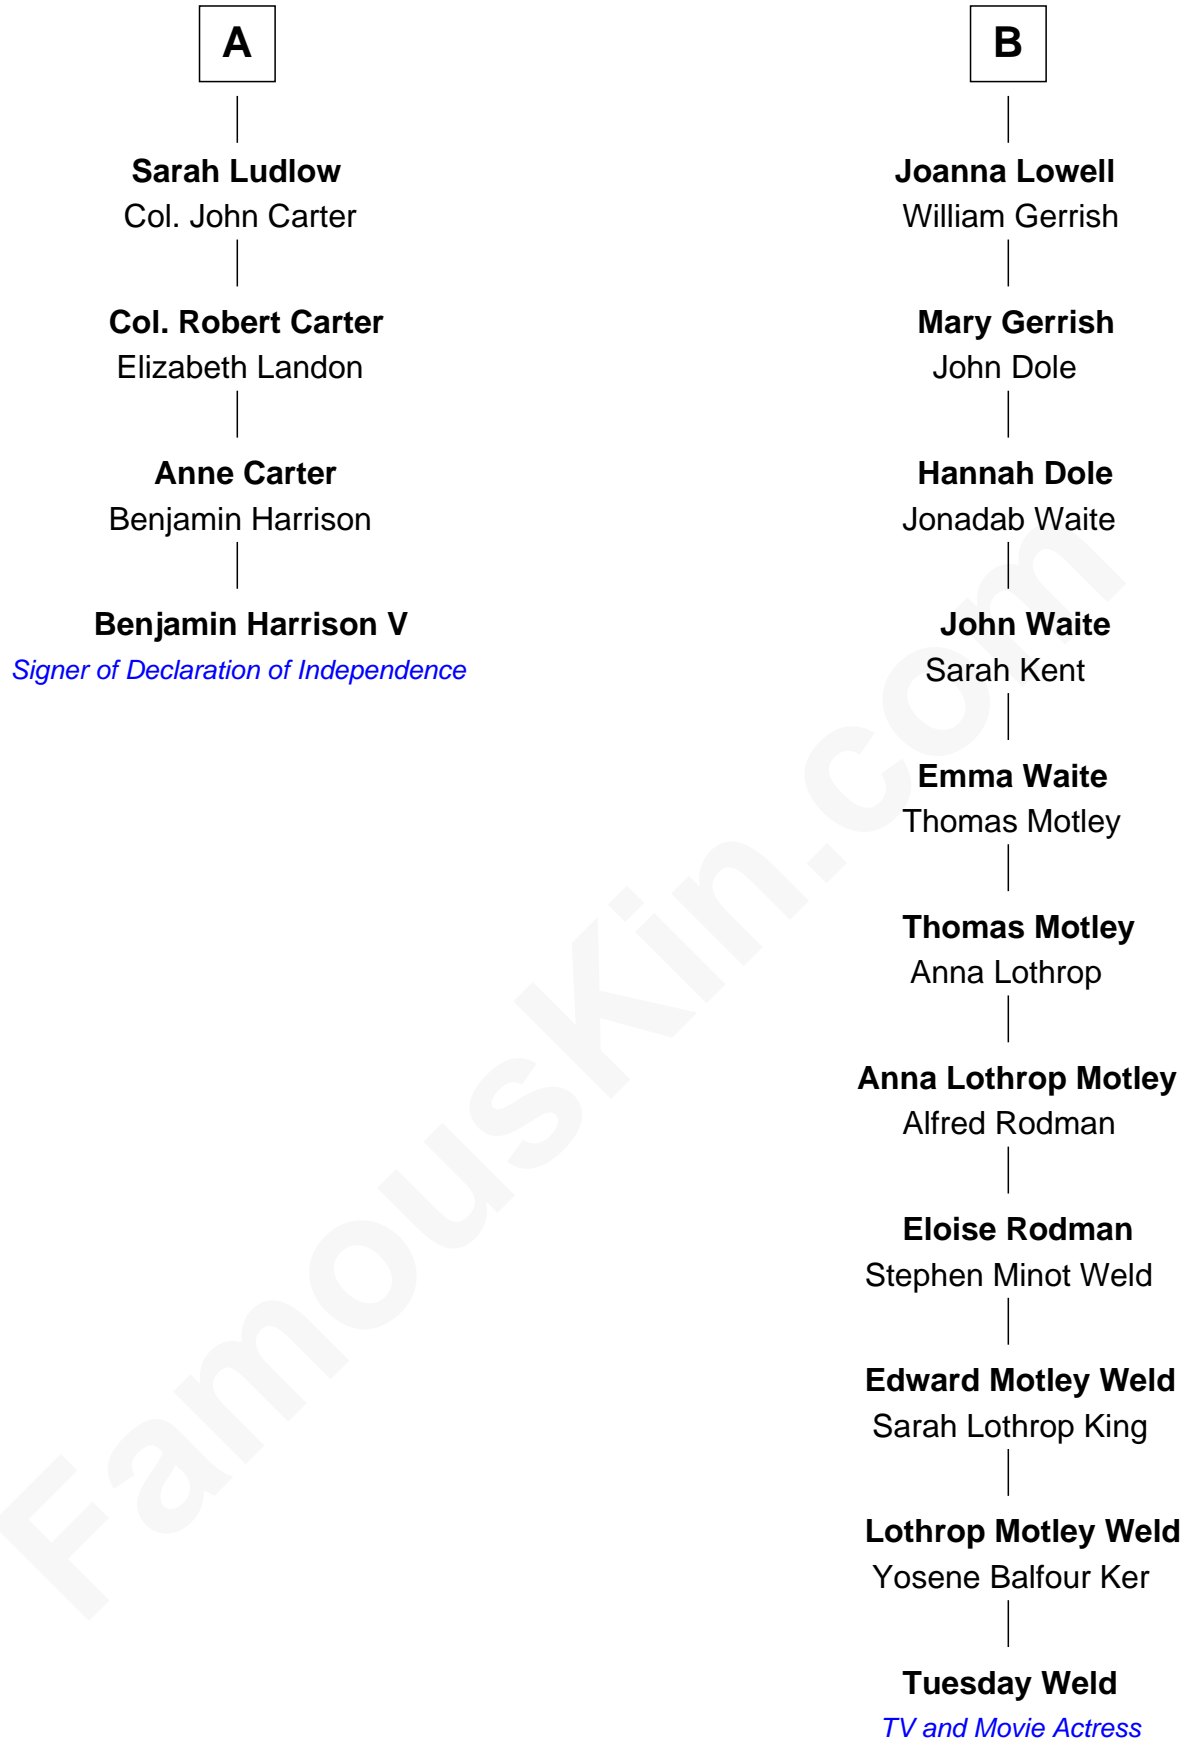 A
Sarah Ludlow
Col. John Carter
Col. Robert Carter
Elizabeth Landon
Anne Carter
Benjamin Harrison
Benjamin Harrison V
Signer of Declaration of Independence
B
Joanna Lowell
William Gerrish
Mary Gerrish
John Dole
Hannah Dole
Jonadab Waite
John Waite
Sarah Kent
Emma Waite
Thomas Motley
Thomas Motley
Anna Lothrop
Anna Lothrop Motley
Alfred Rodman
Eloise Rodman
Stephen Minot Weld
Edward Motley Weld
Sarah Lothrop King
Lothrop Motley Weld
Yosene Balfour Ker
Tuesday Weld
TV and Movie Actress
FamousKin.com